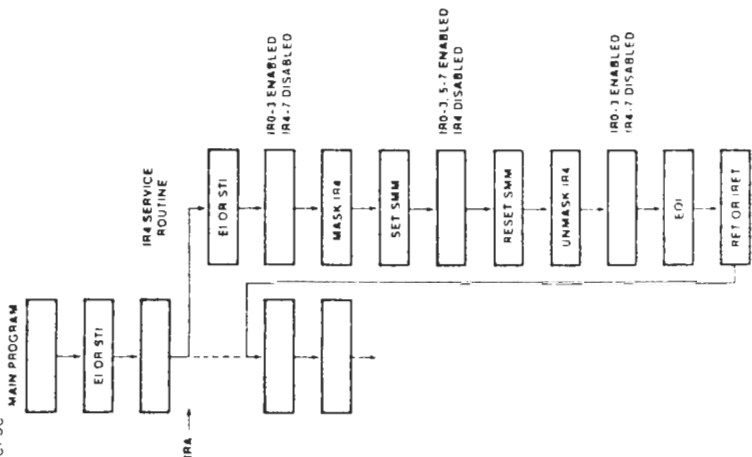 MAIN PROGRAM
EI OR STI
IRA
IR4 SERVICE
ROUTINE
EI OR STI
IR0-3 ENABLED
IR4-7 DISABLED
MASK IR4
SET SMM
IR0-3, 5-7 ENABLED
IR4 DISABLED
RESET SMM
UNMASK IR4
IR0-3 ENABLED
IR4-7 DISABLED
EOI
RET OR IRET